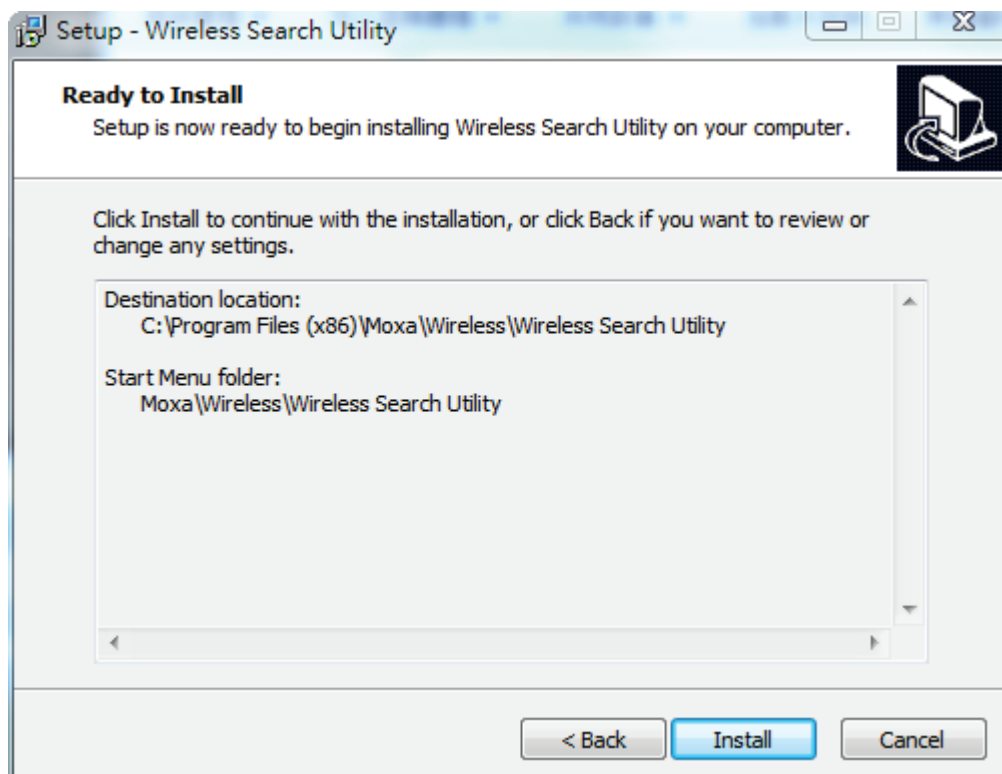 Setup - Wireless Search Utility
Ready to Install
Setup is now ready to begin installing Wireless Search Utility on your computer.
Click Install to continue with the installation, or click Back if you want to review or
change any settings.
Destination location:
C:\Program Files (x86)\Moxa\Wireless\Wireless Search Utility
Start Menu folder:
Moxa\Wireless\Wireless Search Utility
< Back
Install
Cancel